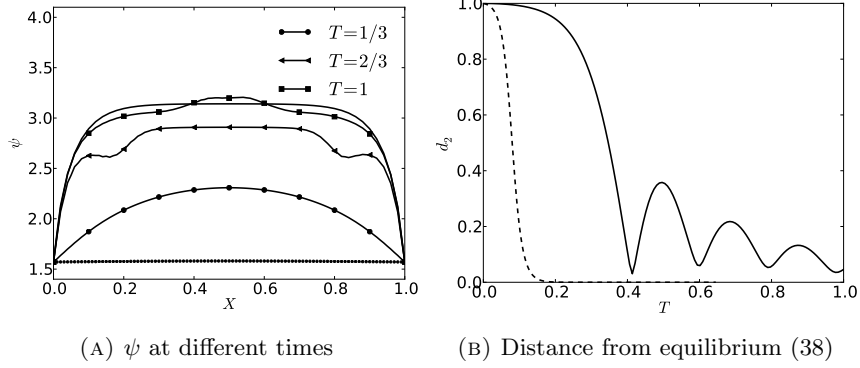 4.0
3.5
3.0
2.5
2.0
1.5
ψ
0.0 0.2 0.4 0.6 0.8 1.0
X
T=1/3
T=2/3
T=1
(A) ψ at different times
1.0
0.8
0.6
0.4
0.2
0.0
d₂
0.0 0.2 0.4 0.6 0.8 1.0
T
(B) Distance from equilibrium (38)